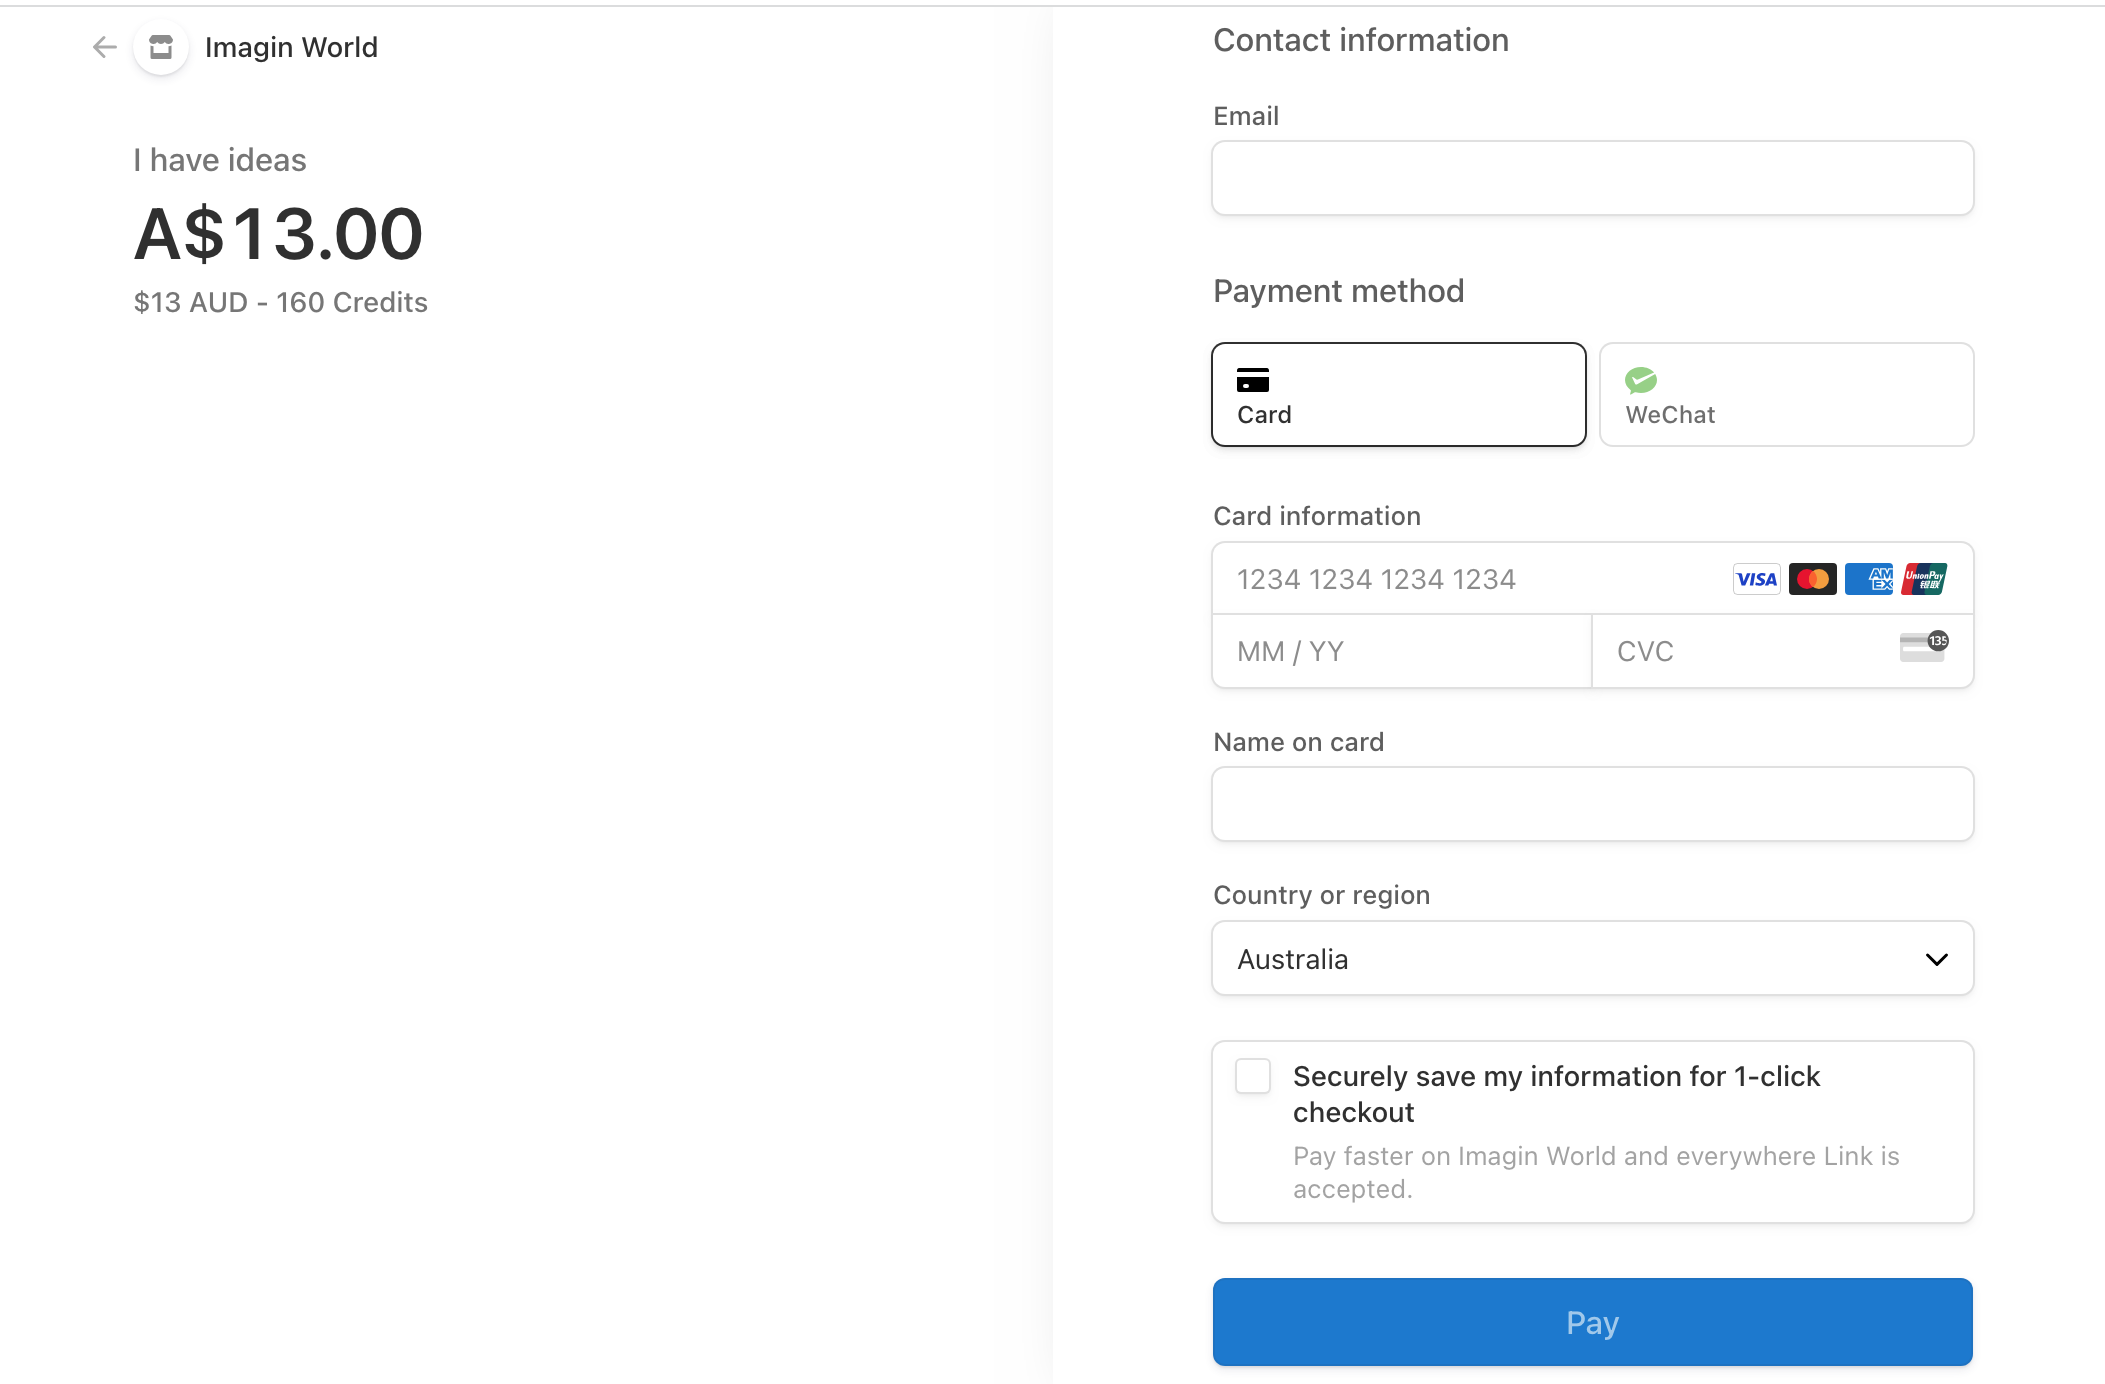 Imagin World
I have ideas
A$13.00
$13 AUD - 160 Credits
Contact information
Email
Payment method
Card
WeChat
Card information
1234 1234 1234 1234
VISA
AM
EX
UnionPay
银联
MM / YY
CVC
135
Name on card
Country or region
Australia
Securely save my information for 1-click
checkout
Pay faster on Imagin World and everywhere Link is
accepted.
Pay